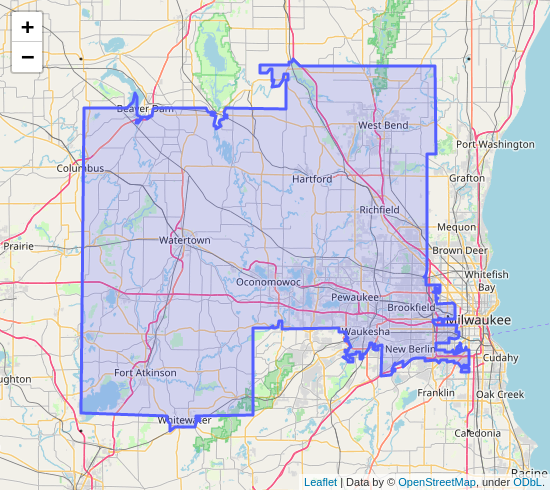 +
−
Beaver Dam
West Bend
Port Washington
Columbus
Hartford
Grafton
Richfield
Mequon
Watertown
Prairie
Brown Deer
Whitefish
Bay
Oconomowoc
Pewaukee
Brookfield
Milwaukee
Waukesha
New Berlin
Cudahy
Fort Atkinson
Franklin
Oak Creek
Whitewater
Caledonia
Racine
Leaflet | Data by © OpenStreetMap, under ODbL.